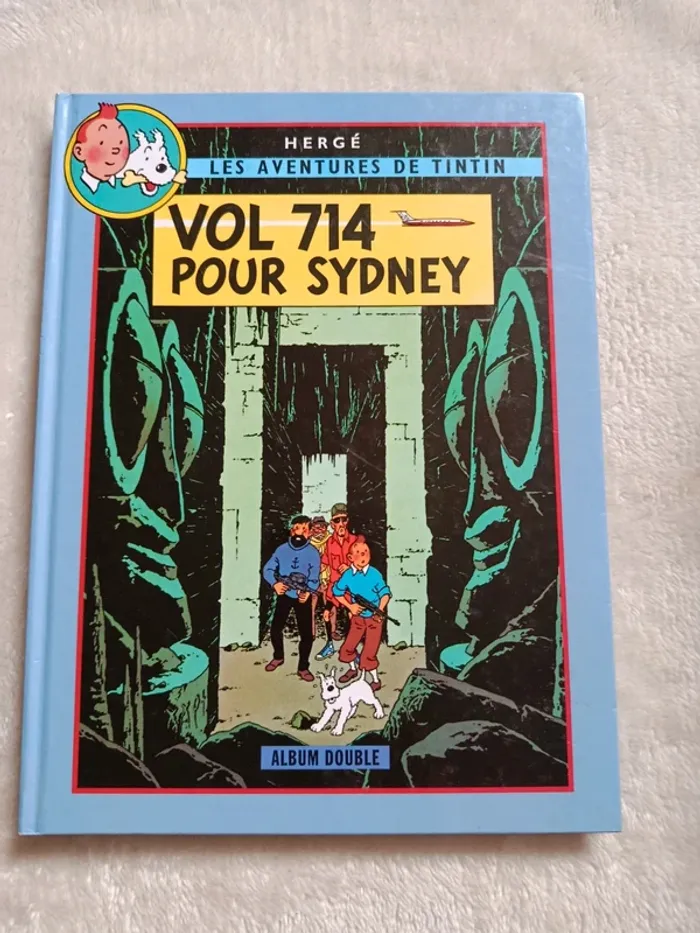 HERGÉ
LES AVENTURES DE TINTIN
VOL 714
POUR SYDNEY
ALBUM DOUBLE